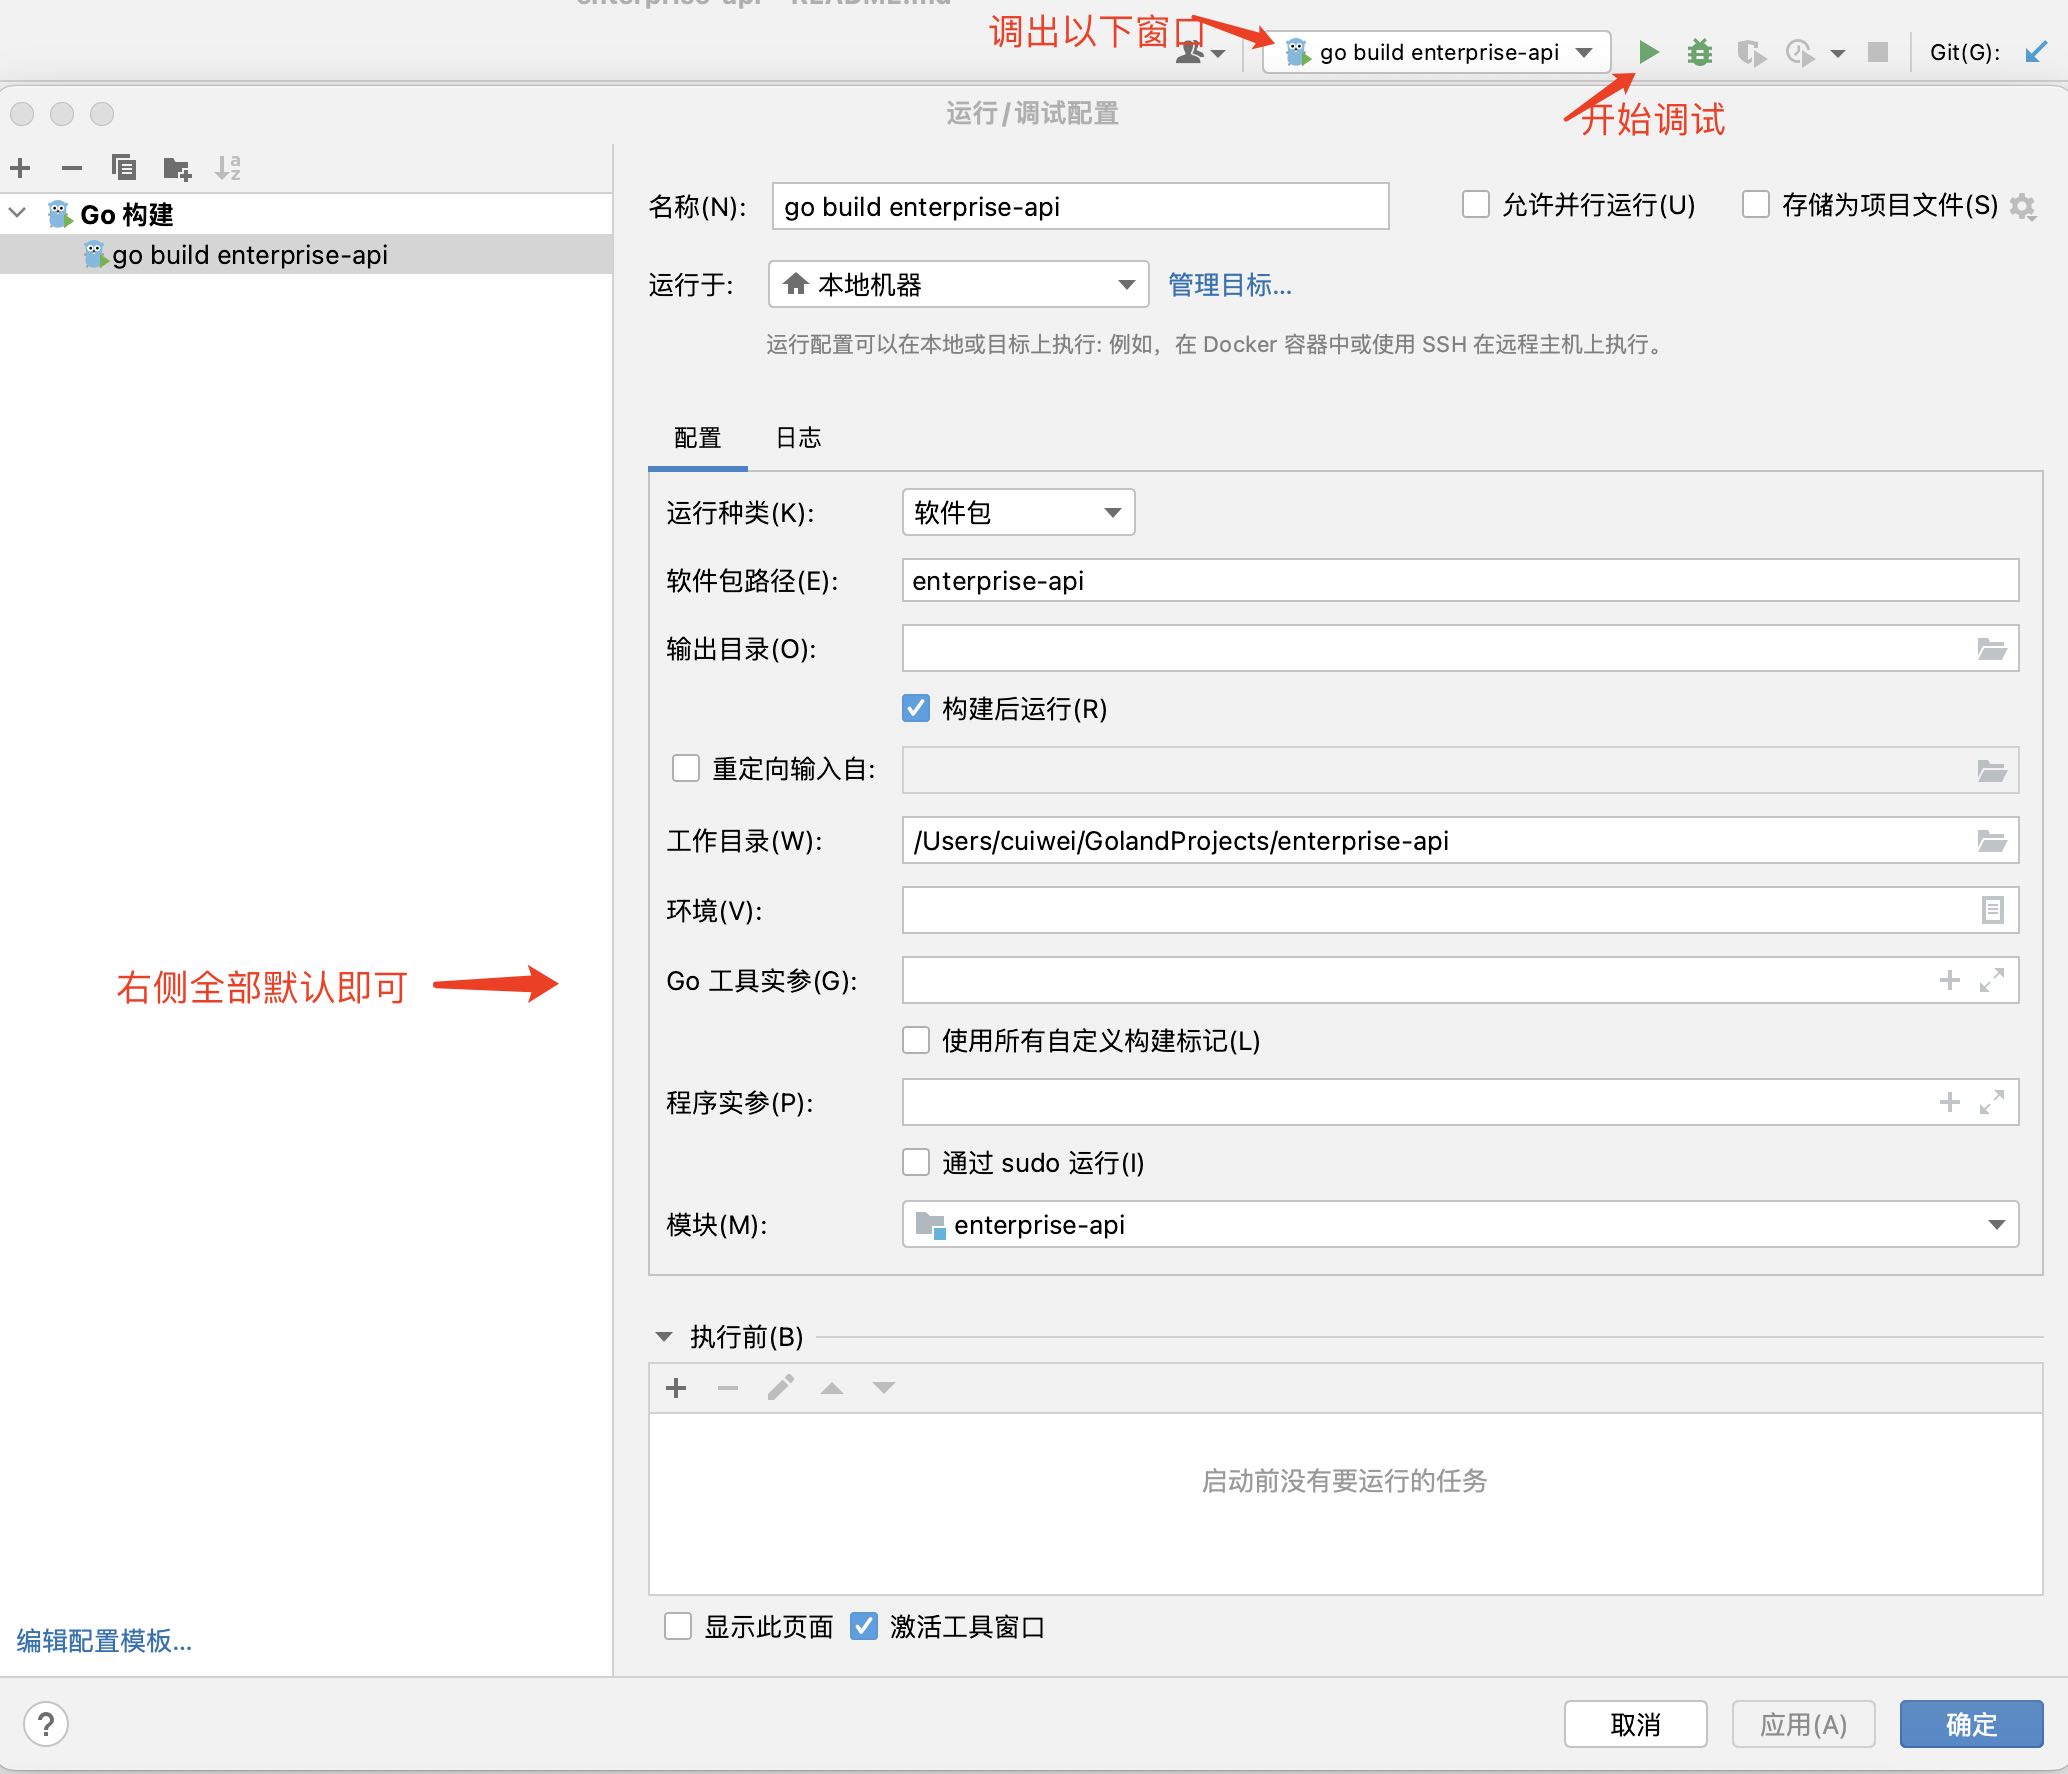 enterprise-api – README.md
调出以下窗口
go build enterprise-api
Git(G):
开始调试
运行/调试配置
Go 构建
go build enterprise-api
名称(N):
go build enterprise-api
允许并行运行(U)
存储为项目文件(S)
运行于:
本地机器
管理目标...
运行配置可以在本地或目标上执行: 例如，在 Docker 容器中或使用 SSH 在远程主机上执行。
配置
日志
运行种类(K):
软件包
软件包路径(E):
enterprise-api
输出目录(O):
构建后运行(R)
重定向输入自:
工作目录(W):
/Users/cuiwei/GolandProjects/enterprise-api
环境(V):
右侧全部默认即可
Go 工具实参(G):
使用所有自定义构建标记(L)
程序实参(P):
通过 sudo 运行(I)
模块(M):
enterprise-api
执行前(B)
启动前没有要运行的任务
显示此页面
激活工具窗口
编辑配置模板...
?
取消
应用(A)
确定